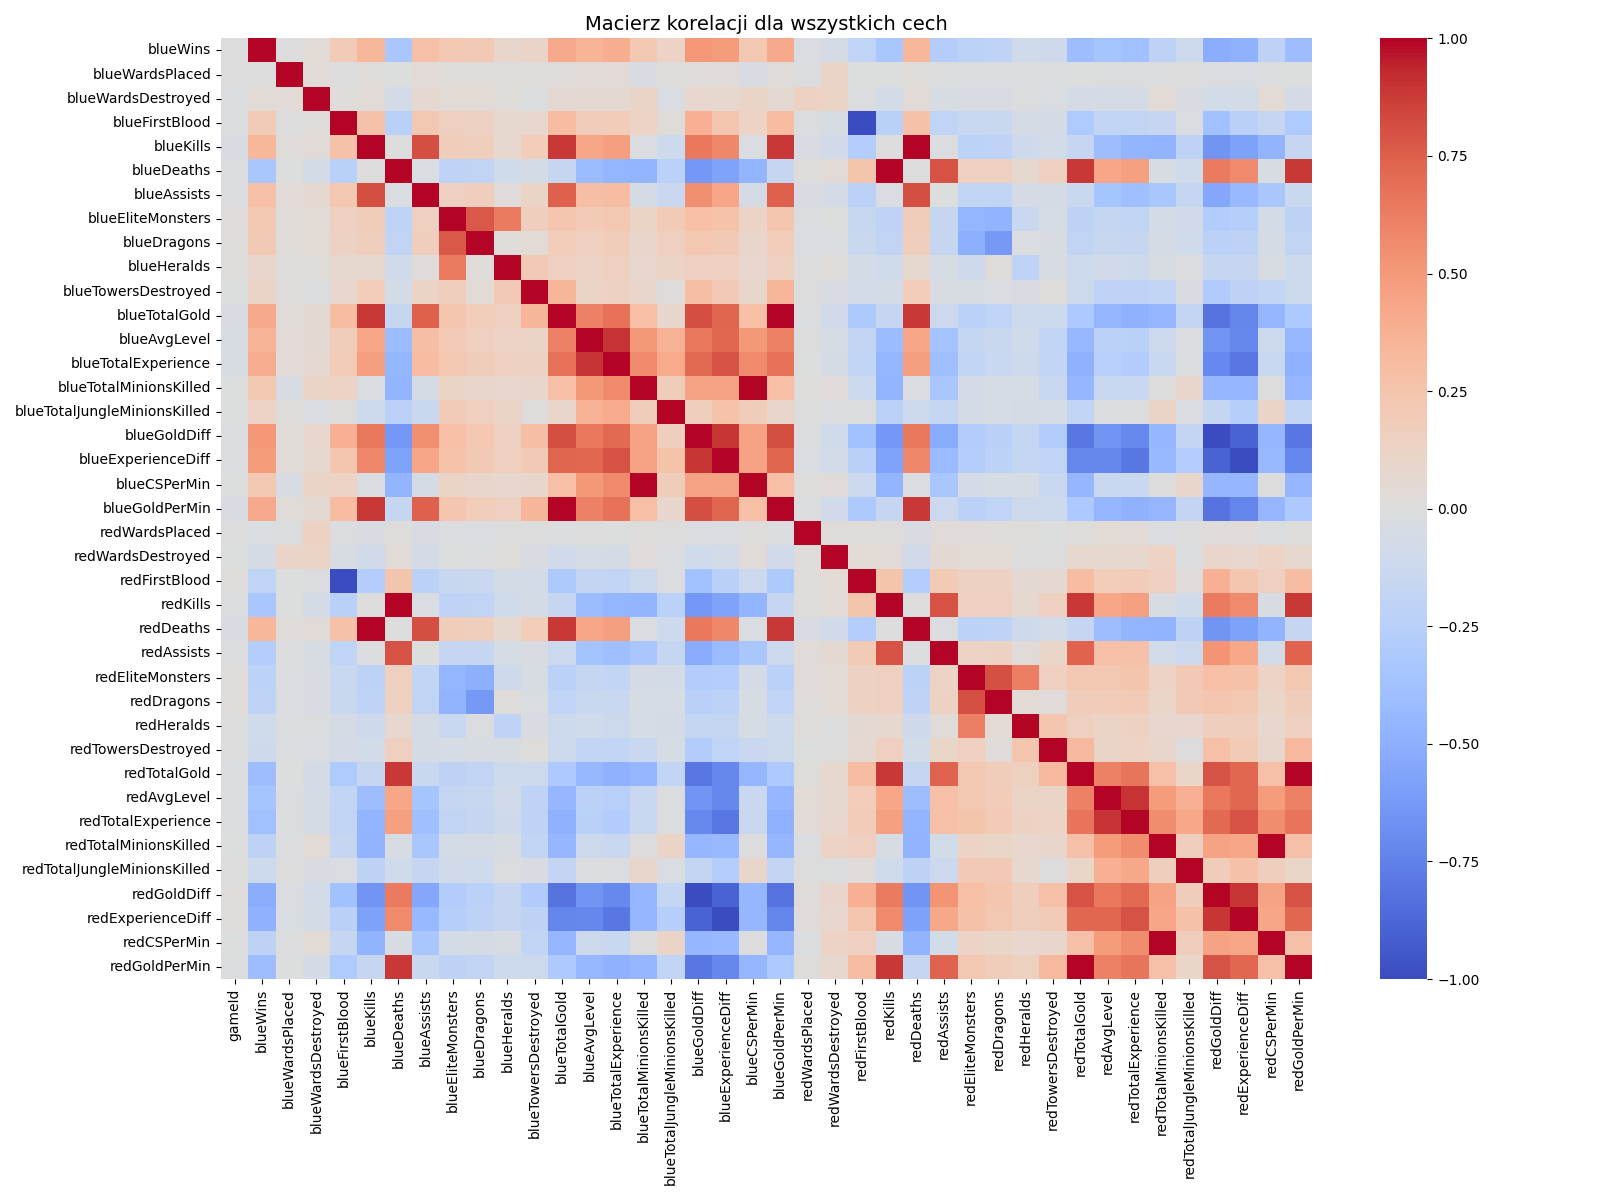 Macierz korelacji dla wszystkich cech
blueWins
blueWardsPlaced
blueWardsDestroyed
blueFirstBlood
blueKills
blueDeaths
blueAssists
blueEliteMonsters
blueDragons
blueHeralds
blueTowersDestroyed
blueTotalGold
blueAvgLevel
blueTotalExperience
blueTotalMinionsKilled
blueTotalJungleMinionsKilled
blueGoldDiff
blueExperienceDiff
blueCSPerMin
blueGoldPerMin
redWardsPlaced
redWardsDestroyed
redFirstBlood
redKills
redDeaths
redAssists
redEliteMonsters
redDragons
redHeralds
redTowersDestroyed
redTotalGold
redAvgLevel
redTotalExperience
redTotalMinionsKilled
redTotalJungleMinionsKilled
redGoldDiff
redExperienceDiff
redCSPerMin
redGoldPerMin
gameId
blueWins
blueWardsPlaced
blueWardsDestroyed
blueFirstBlood
blueKills
blueDeaths
blueAssists
blueEliteMonsters
blueDragons
blueHeralds
blueTowersDestroyed
blueTotalGold
blueAvgLevel
blueTotalExperience
blueTotalMinionsKilled
blueTotalJungleMinionsKilled
blueGoldDiff
blueExperienceDiff
blueCSPerMin
blueGoldPerMin
redWardsPlaced
redWardsDestroyed
redFirstBlood
redKills
redDeaths
redAssists
redEliteMonsters
redDragons
redHeralds
redTowersDestroyed
redTotalGold
redAvgLevel
redTotalExperience
redTotalMinionsKilled
redTotalJungleMinionsKilled
redGoldDiff
redExperienceDiff
redCSPerMin
redGoldPerMin
1.00
0.75
0.50
0.25
0.00
−0.25
−0.50
−0.75
−1.00